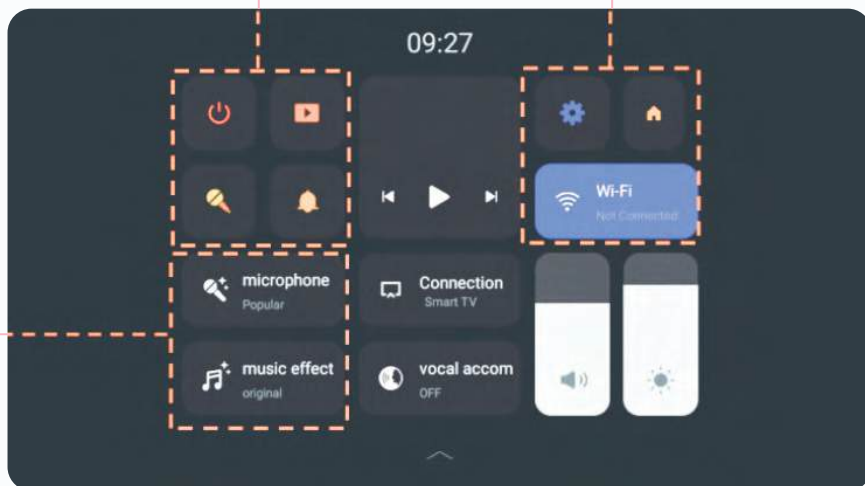 09:27
Wi-Fi
Not Connected
microphone
Popular
Connection
Smart TV
music effect
original
vocal accom
OFF